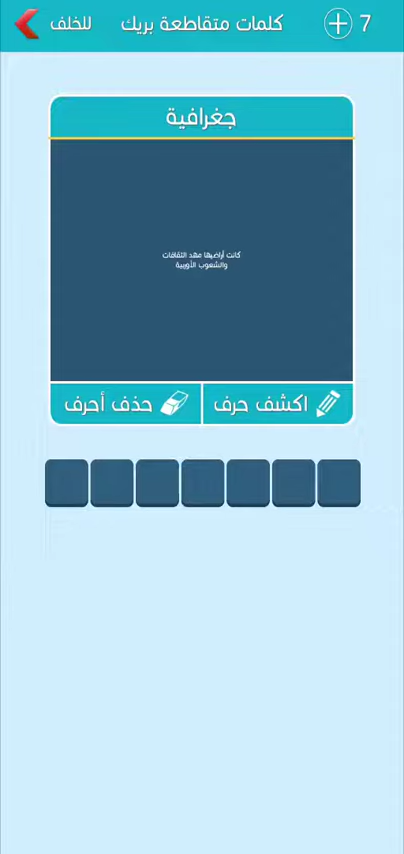 7 كلمات متقاطعة بريك للخلف
جغرافية
كانت أراضيها مهد الثقافات
والشعوب الأوربية
اكشف حرف حذف أحرف